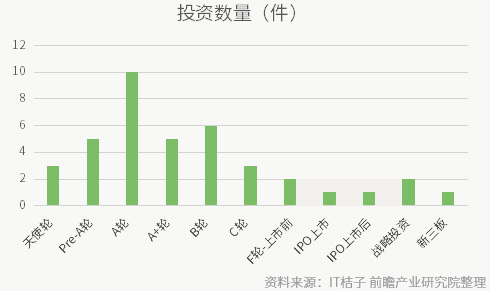 投资数量（件）
12
10
8
6
4
2
0
天使轮
Pre-A轮
A轮
A+轮
B轮
C轮
F轮-上市前
IPO上市
IPO上市后
战略投资
新三板
资料来源：IT桔子 前瞻产业研究院整理